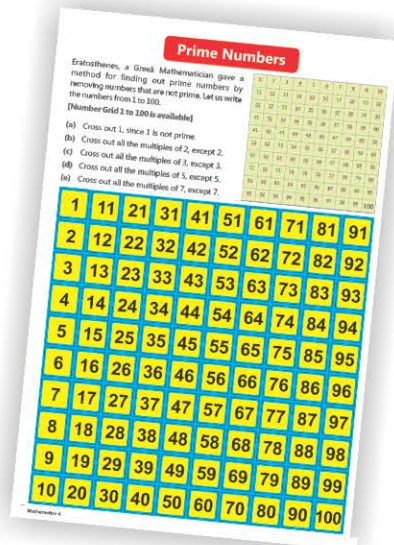 Prime Numbers
Eratosthenes, a Greek Mathematician gave a
method for finding out prime numbers by
removing numbers that are not prime. Let us write
the numbers from 1 to 100.
[Number Grid 1 to 100 is available]
(a) Cross out 1, since 1 is not prime
(b) Cross out all the multiples of 2, except 2.
(c) Cross out all the multiples of 3, except 3.
(d) Cross out all the multiples of 5, except 5.
(e) Cross out all the multiples of 7, except 7.
1 11 21 31 41 51 61 71 81 91
2 12 22 32 42 52 62 72 82 92
3 13 23 33 43 53 63 73 83 93
4 14 24 34 44 54 64 74 84 94
5 15 25 35 45 55 65 75 85 95
6 16 26 36 46 56 66 76 86 96
7 17 27 37 47 57 67 77 87 97
8 18 28 38 48 58 68 78 88 98
9 19 29 39 49 59 69 79 89 99
10 20 30 40 50 60 70 80 90 100